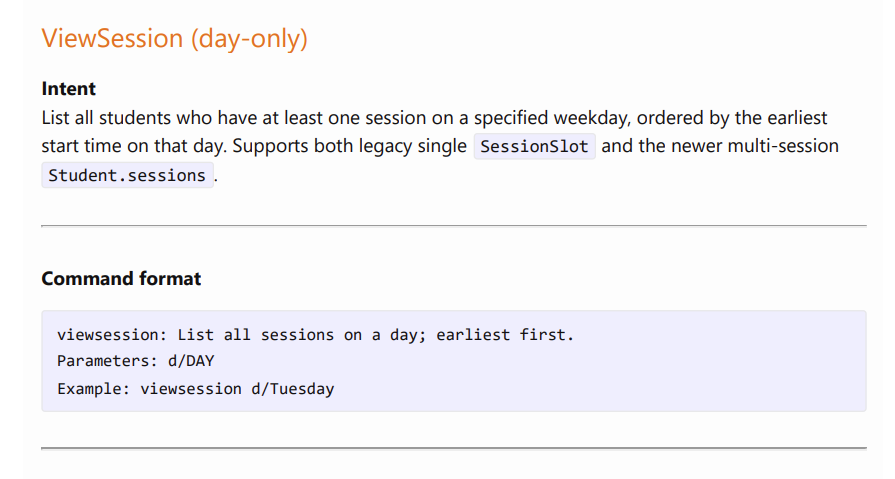 ViewSession (day-only)
Intent
List all students who have at least one session on a specified weekday, ordered by the earliest
start time on that day. Supports both legacy single SessionSlot and the newer multi-session
Student.sessions.
Command format
viewsession: List all sessions on a day; earliest first.
Parameters: d/DAY
Example: viewsession d/Tuesday